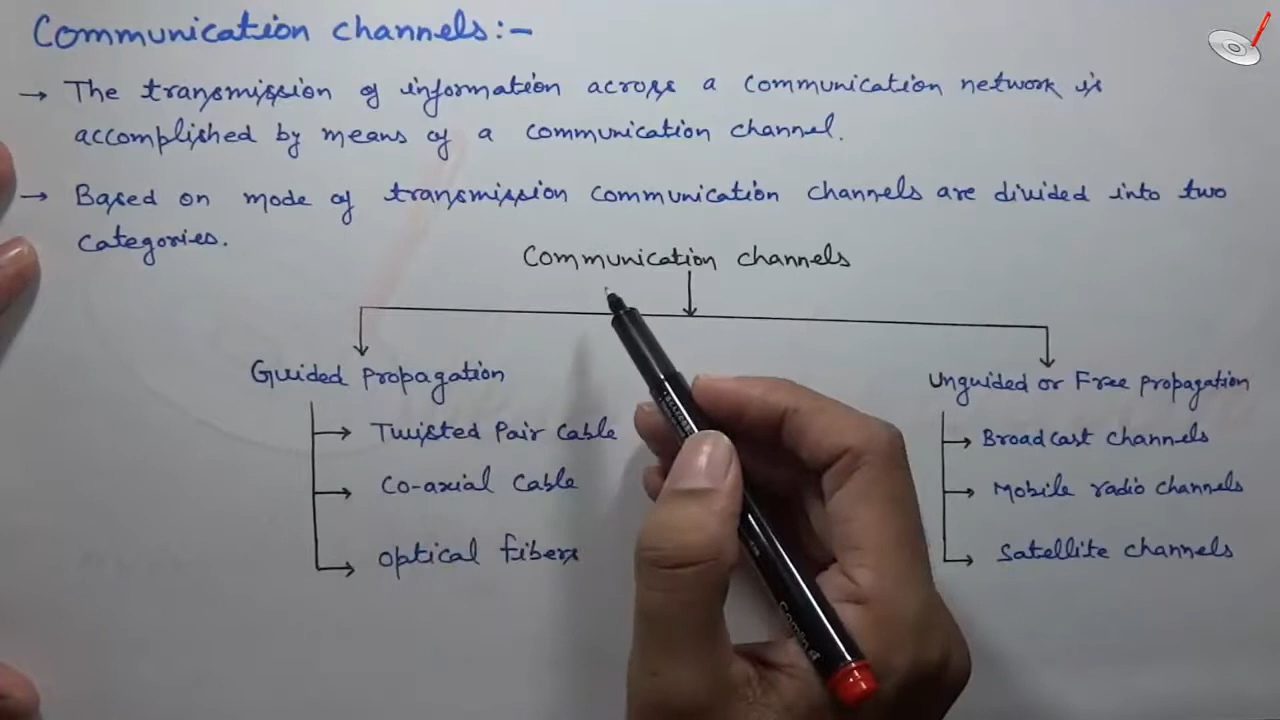 Communication channels:-
→ The transmission of information across a communication network is
accomplished by means of a communication channel.
→ Based on mode of transmission communication channels are divided into two
categories.
Communication channels
Guided Propagation
Twisted Pair Cable
Co-axial Cable
Optical fibers
Unguided or Free propagation
Broadcast channels
Mobile radio channels
Satellite channels